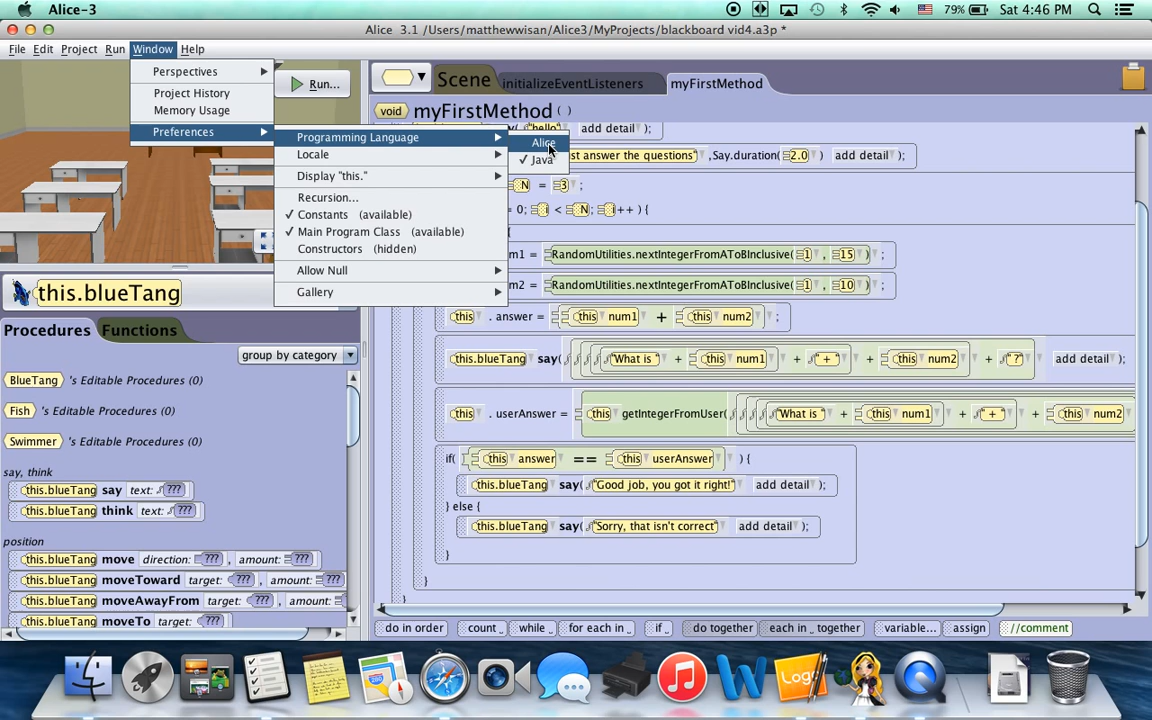 Alice-3
79%
Sat 4:46 PM
Alice 3.1 /Users/matthewwisan/Alice3/MyProjects/blackboard vid4.a3p *
File Edit Project Run Window Help
Perspectives
Project History
Memory Usage
Preferences
Programming Language
Locale
Display "this."
Recursion...
✓ Constants (available)
✓ Main Program Class (available)
Constructors (hidden)
Allow Null
Gallery
Alice
✓ Java
Run...
Scene initializeEventListeners myFirstMethod
void myFirstMethod ( )
"hello" add detail );
st answer the questions" ,Say.duration( 2.0 ) add detail );
N = 3 ;
= 0; i < N; i ++ ) {
m1 = RandomUtilities.nextIntegerFromAToBInclusive( 1 , 15 ) ;
m2 = RandomUtilities.nextIntegerFromAToBInclusive( 1 , 10 ) ;
this . answer = this num1 + this num2 ;
this.blueTang say( "What is " + this num1 + " + " + this num2 + " ?" add detail );
this . userAnswer = this getIntegerFromUser( "What is " + this num1 + " + " + this num2
if( this answer == this userAnswer ) {
this.blueTang say( "Good job, you got it right!" add detail );
} else {
this.blueTang say( "Sorry, that isn't correct" add detail );
}
}
}
this.blueTang
Procedures Functions
group by category
BlueTang 's Editable Procedures (0)
Fish 's Editable Procedures (0)
Swimmer 's Editable Procedures (0)
say, think
this.blueTang say text: ???
this.blueTang think text: ???
position
this.blueTang move direction: ??? , amount: ???
this.blueTang moveToward target: ??? , amount: ???
this.blueTang moveAwayFrom target: ??? , amount:
this.blueTang moveTo target: ???
do in order count_ while_ for each in_ if_ do together each in_ together variable... assign //comment